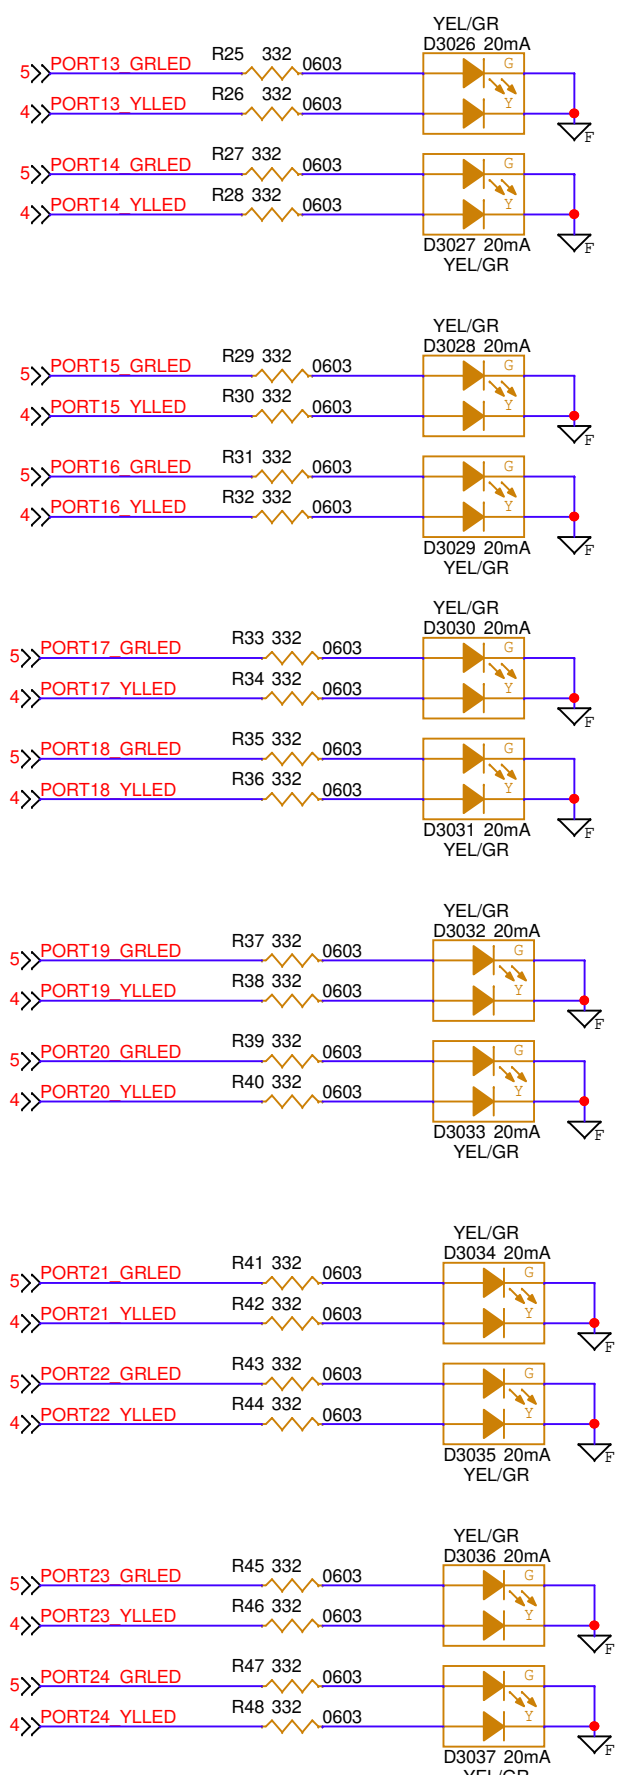 YEL/GR
D3026 20mA
5 PORT13_GRLED R25 332 0603 G
4 PORT13_YLLED R26 332 0603 Y
F
5 PORT14_GRLED R27 332 0603 G
4 PORT14_YLLED R28 332 0603 Y
F
D3027 20mA
YEL/GR
YEL/GR
D3028 20mA
5 PORT15_GRLED R29 332 0603 G
4 PORT15_YLLED R30 332 0603 Y
F
5 PORT16_GRLED R31 332 0603 G
4 PORT16_YLLED R32 332 0603 Y
F
D3029 20mA
YEL/GR
YEL/GR
D3030 20mA
5 PORT17_GRLED R33 332 0603 G
4 PORT17_YLLED R34 332 0603 Y
F
5 PORT18_GRLED R35 332 0603 G
4 PORT18_YLLED R36 332 0603 Y
F
D3031 20mA
YEL/GR
YEL/GR
D3032 20mA
5 PORT19_GRLED R37 332 0603 G
4 PORT19_YLLED R38 332 0603 Y
F
5 PORT20_GRLED R39 332 0603 G
4 PORT20_YLLED R40 332 0603 Y
F
D3033 20mA
YEL/GR
YEL/GR
D3034 20mA
5 PORT21_GRLED R41 332 0603 G
4 PORT21_YLLED R42 332 0603 Y
F
5 PORT22_GRLED R43 332 0603 G
4 PORT22_YLLED R44 332 0603 Y
F
D3035 20mA
YEL/GR
YEL/GR
D3036 20mA
5 PORT23_GRLED R45 332 0603 G
4 PORT23_YLLED R46 332 0603 Y
F
5 PORT24_GRLED R47 332 0603 G
4 PORT24_YLLED R48 332 0603 Y
F
D3037 20mA
YEL/GR